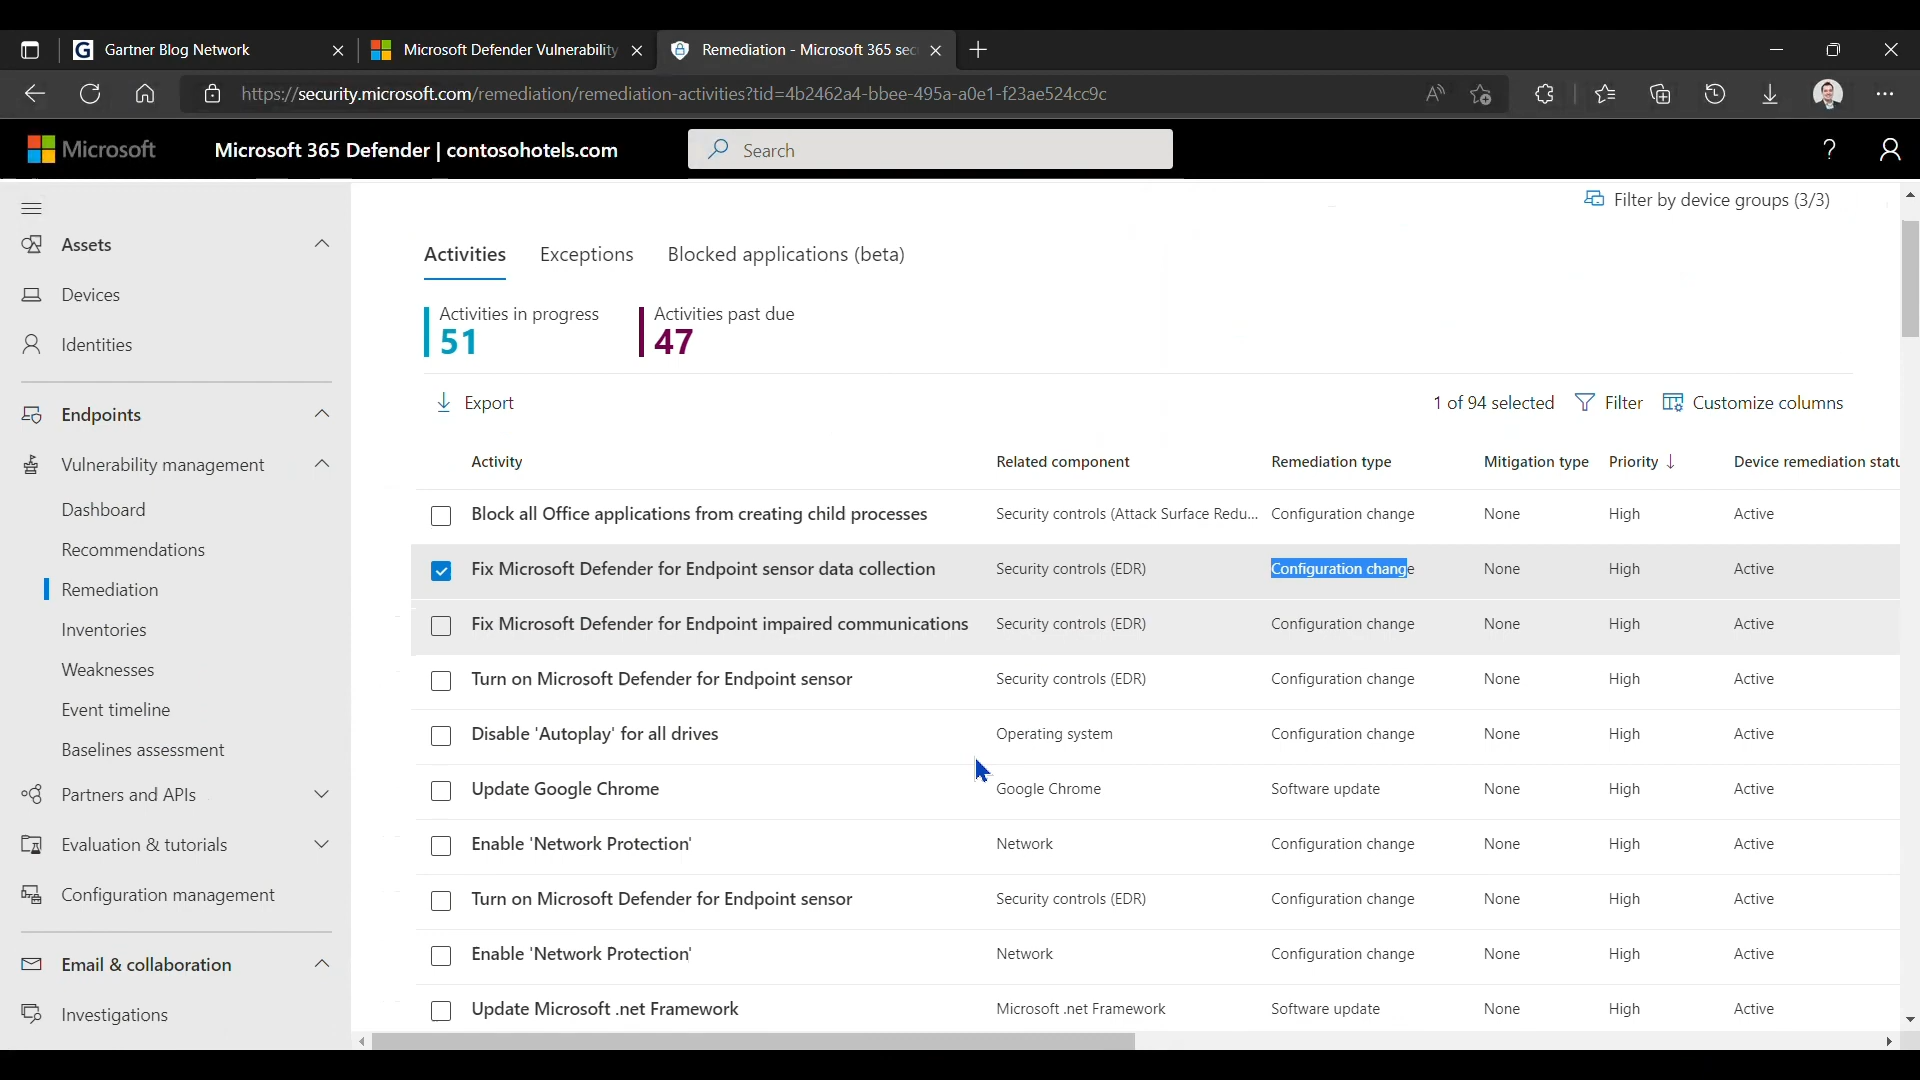 Gartner Blog Network
Microsoft Defender Vulnerability
Remediation - Microsoft 365 sec
https://security.microsoft.com/remediation/remediation-activities?tid=4b2462a4-bbee-495a-a0e1-f23ae524cc9c
Microsoft
Microsoft 365 Defender | contosohotels.com
Search
Assets
Devices
Identities
Endpoints
Vulnerability management
Dashboard
Recommendations
Remediation
Inventories
Weaknesses
Event timeline
Baselines assessment
Partners and APIs
Evaluation & tutorials
Configuration management
Email & collaboration
Investigations
Filter by device groups (3/3)
Activities Exceptions Blocked applications (beta)
Activities in progress
51
Activities past due
47
Export
1 of 94 selected Filter Customize columns
Activity Related component Remediation type Mitigation type Priority Device remediation statu
Block all Office applications from creating child processes Security controls (Attack Surface Redu... Configuration change None High Active
Fix Microsoft Defender for Endpoint sensor data collection Security controls (EDR) Configuration change None High Active
Fix Microsoft Defender for Endpoint impaired communications Security controls (EDR) Configuration change None High Active
Turn on Microsoft Defender for Endpoint sensor Security controls (EDR) Configuration change None High Active
Disable 'Autoplay' for all drives Operating system Configuration change None High Active
Update Google Chrome Google Chrome Software update None High Active
Enable 'Network Protection' Network Configuration change None High Active
Turn on Microsoft Defender for Endpoint sensor Security controls (EDR) Configuration change None High Active
Enable 'Network Protection' Network Configuration change None High Active
Update Microsoft .net Framework Microsoft .net Framework Software update None High Active